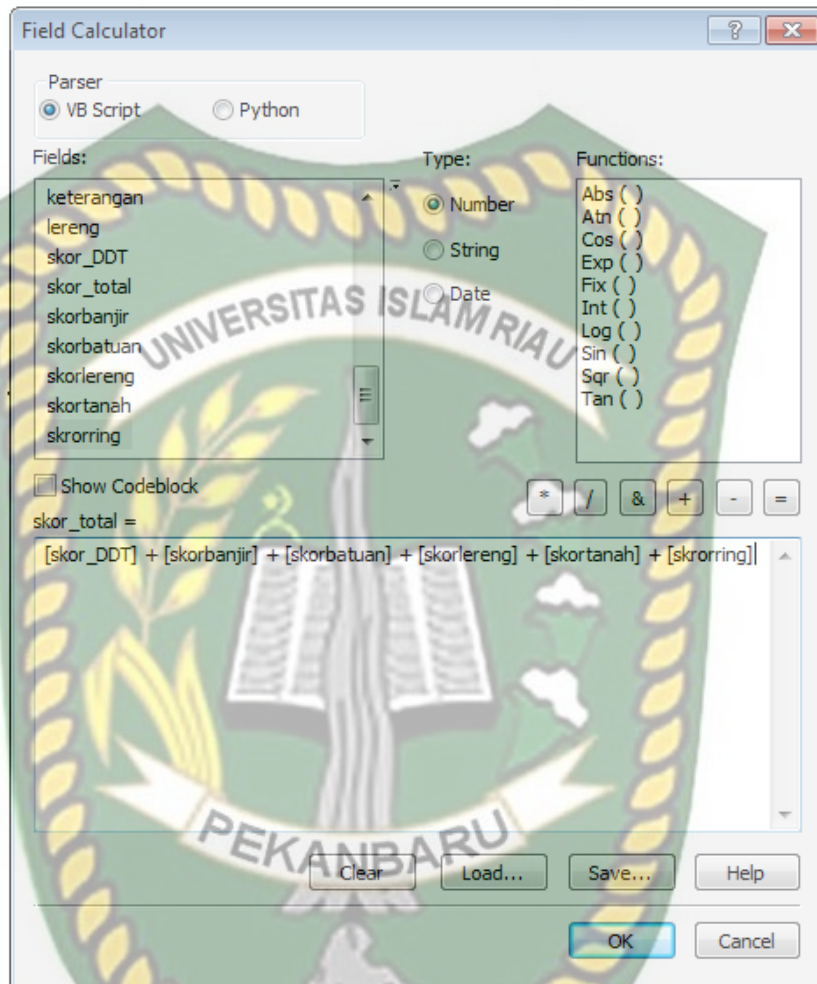 Field Calculator
Parser
VB Script Python
Fields:
Type:
Functions:
keterangan
lereng
skor_DDT
skor_total
skorbanjir
skorbatuan
skorlereng
skortanah
skrorring
Number
String
Date
Abs ( )
Atn ( )
Cos ( )
Exp ( )
Fix ( )
Int ( )
Log ( )
Sin ( )
Sqr ( )
Tan ( )
UNIVERSITAS ISLAM RIAU
Show Codeblock
* / & + - =
skor_total =
[skor_DDT] + [skorbanjir] + [skorbatuan] + [skorlereng] + [skortanah] + [skrorring]
PEKANBARU
Clear Load... Save... Help
OK Cancel